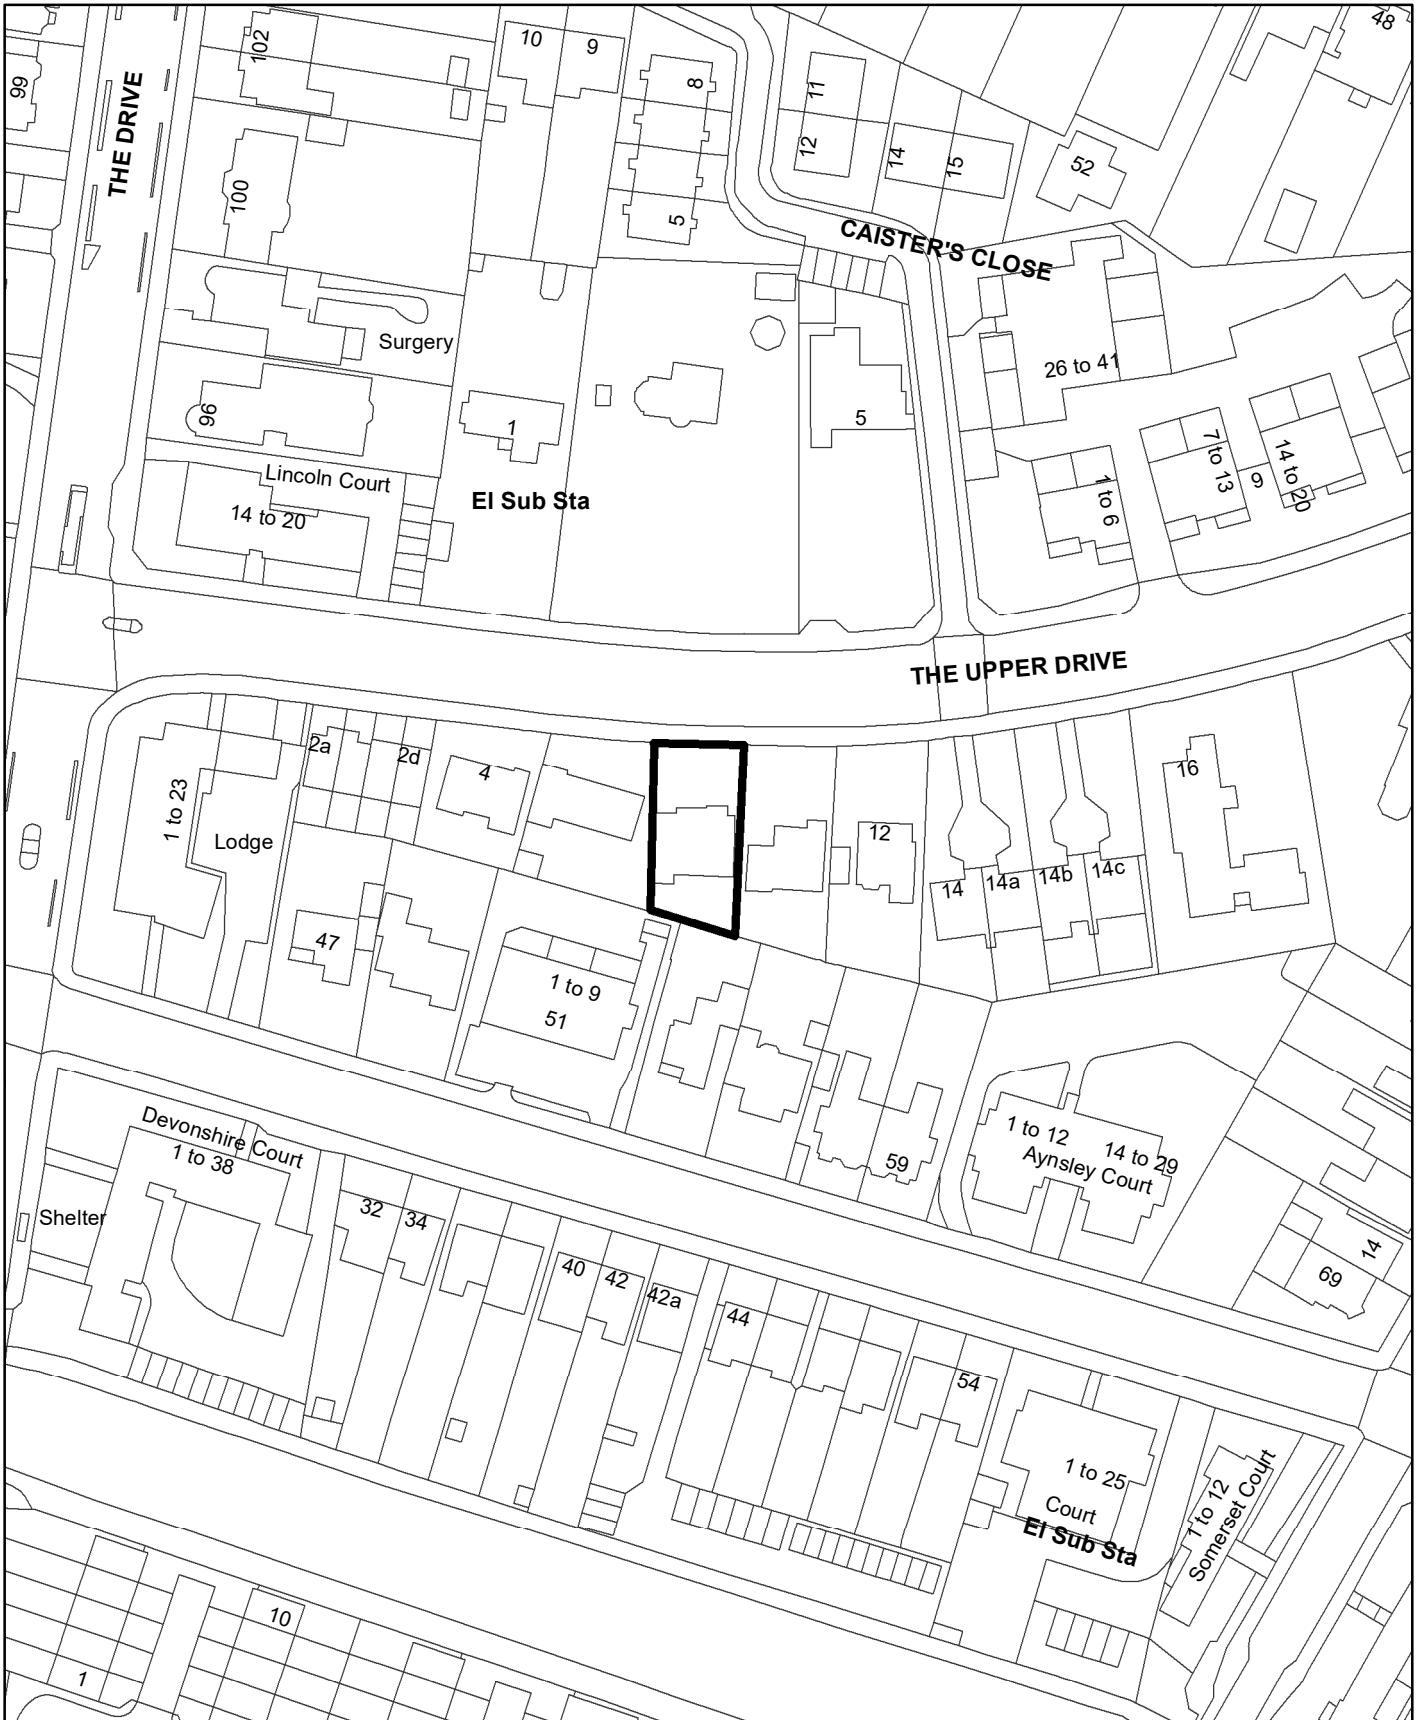 99
THE DRIVE
102
10
9
8
11
48
12
14
15
52
100
5
CAISTER'S CLOSE
Surgery
26 to 41
96
1
5
Lincoln Court
14 to 20
El Sub Sta
1 to 6
7 to 13
9
14 to 20
THE UPPER DRIVE
2a
2d
4
16
1 to 23
Lodge
12
14
14a
14b
14c
47
1 to 9
51
Devonshire Court
1 to 38
1 to 12
14 to 29
Aynsley Court
59
Shelter
32
34
14
69
40
42
42a
44
54
1 to 25
Court
El Sub Sta
1 to 12
Somerset Court
10
1